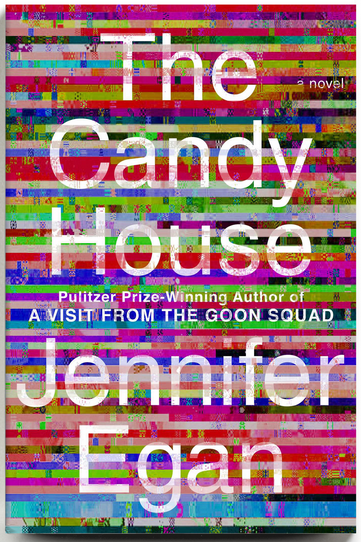 The
a novel
Candy
House
Pulitzer Prize-Winning Author of
A VISIT FROM THE GOON SQUAD
Jennifer
Egan